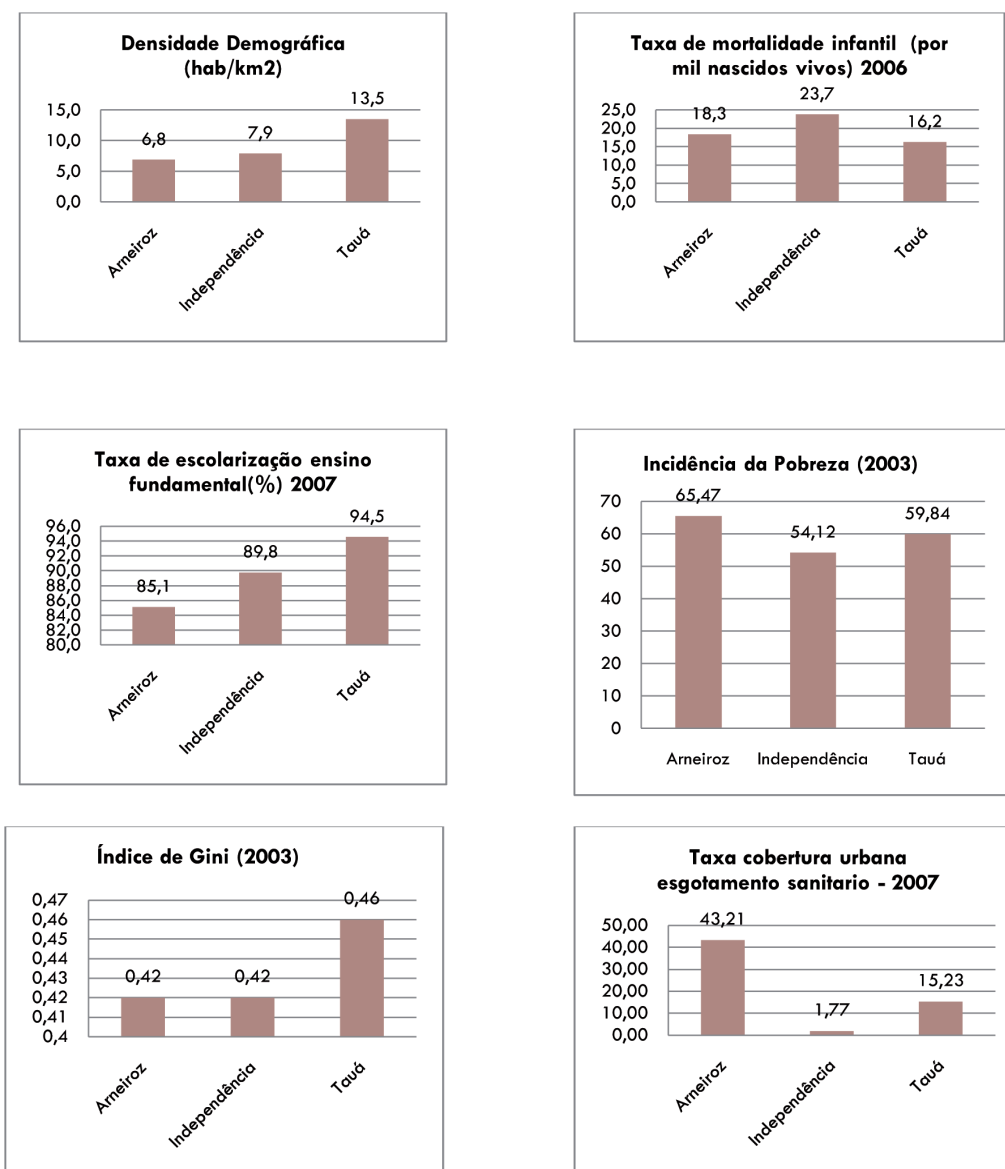 Densidade Demográfica
(hab/km2)
15,0
10,0
5,0
0,0
6,8
7,9
13,5
Arneiroz
Independência
Tauá
Taxa de mortalidade infantil (por
mil nascidos vivos) 2006
25,0
20,0
15,0
10,0
5,0
0,0
18,3
23,7
16,2
Arneiroz
Independência
Tauá
Taxa de escolarização ensino
fundamental(%) 2007
96,0
94,0
92,0
90,0
88,0
86,0
84,0
82,0
80,0
85,1
89,8
94,5
Arneiroz
Independência
Tauá
Incidência da Pobreza (2003)
70
60
50
40
30
20
10
0
65,47
54,12
59,84
Arneiroz
Independência
Tauá
Índice de Gini (2003)
0,47
0,46
0,45
0,44
0,43
0,42
0,41
0,4
0,42
0,42
0,46
Arneiroz
Independência
Tauá
Taxa cobertura urbana
esgotamento sanitario - 2007
50,00
40,00
30,00
20,00
10,00
0,00
43,21
1,77
15,23
Arneiroz
Independência
Tauá